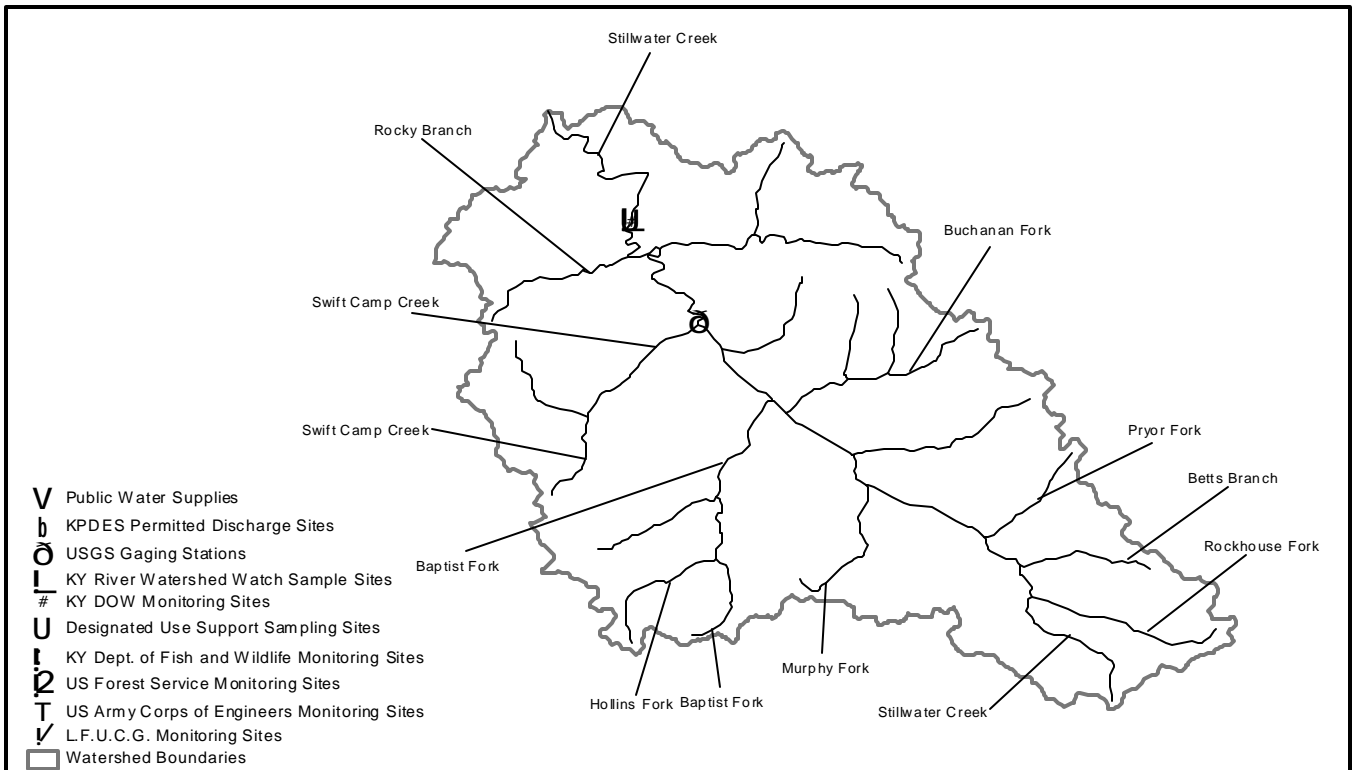 Stillwater Creek
Rocky Branch
Buchanan Fork
Swift Camp Creek
Swift Camp Creek
Pryor Fork
Betts Branch
Rockhouse Fork
Baptist Fork
Murphy Fork
Hollins Fork
Baptist Fork
Stillwater Creek
V Public Water Supplies
b KPDES Permitted Discharge Sites
ð USGS Gaging Stations
L KY River Watershed Watch Sample Sites
# KY DOW Monitoring Sites
U Designated Use Support Sampling Sites
KY Dept. of Fish and Wildlife Monitoring Sites
US Forest Service Monitoring Sites
T US Army Corps of Engineers Monitoring Sites
L.F.U.C.G. Monitoring Sites
Watershed Boundaries